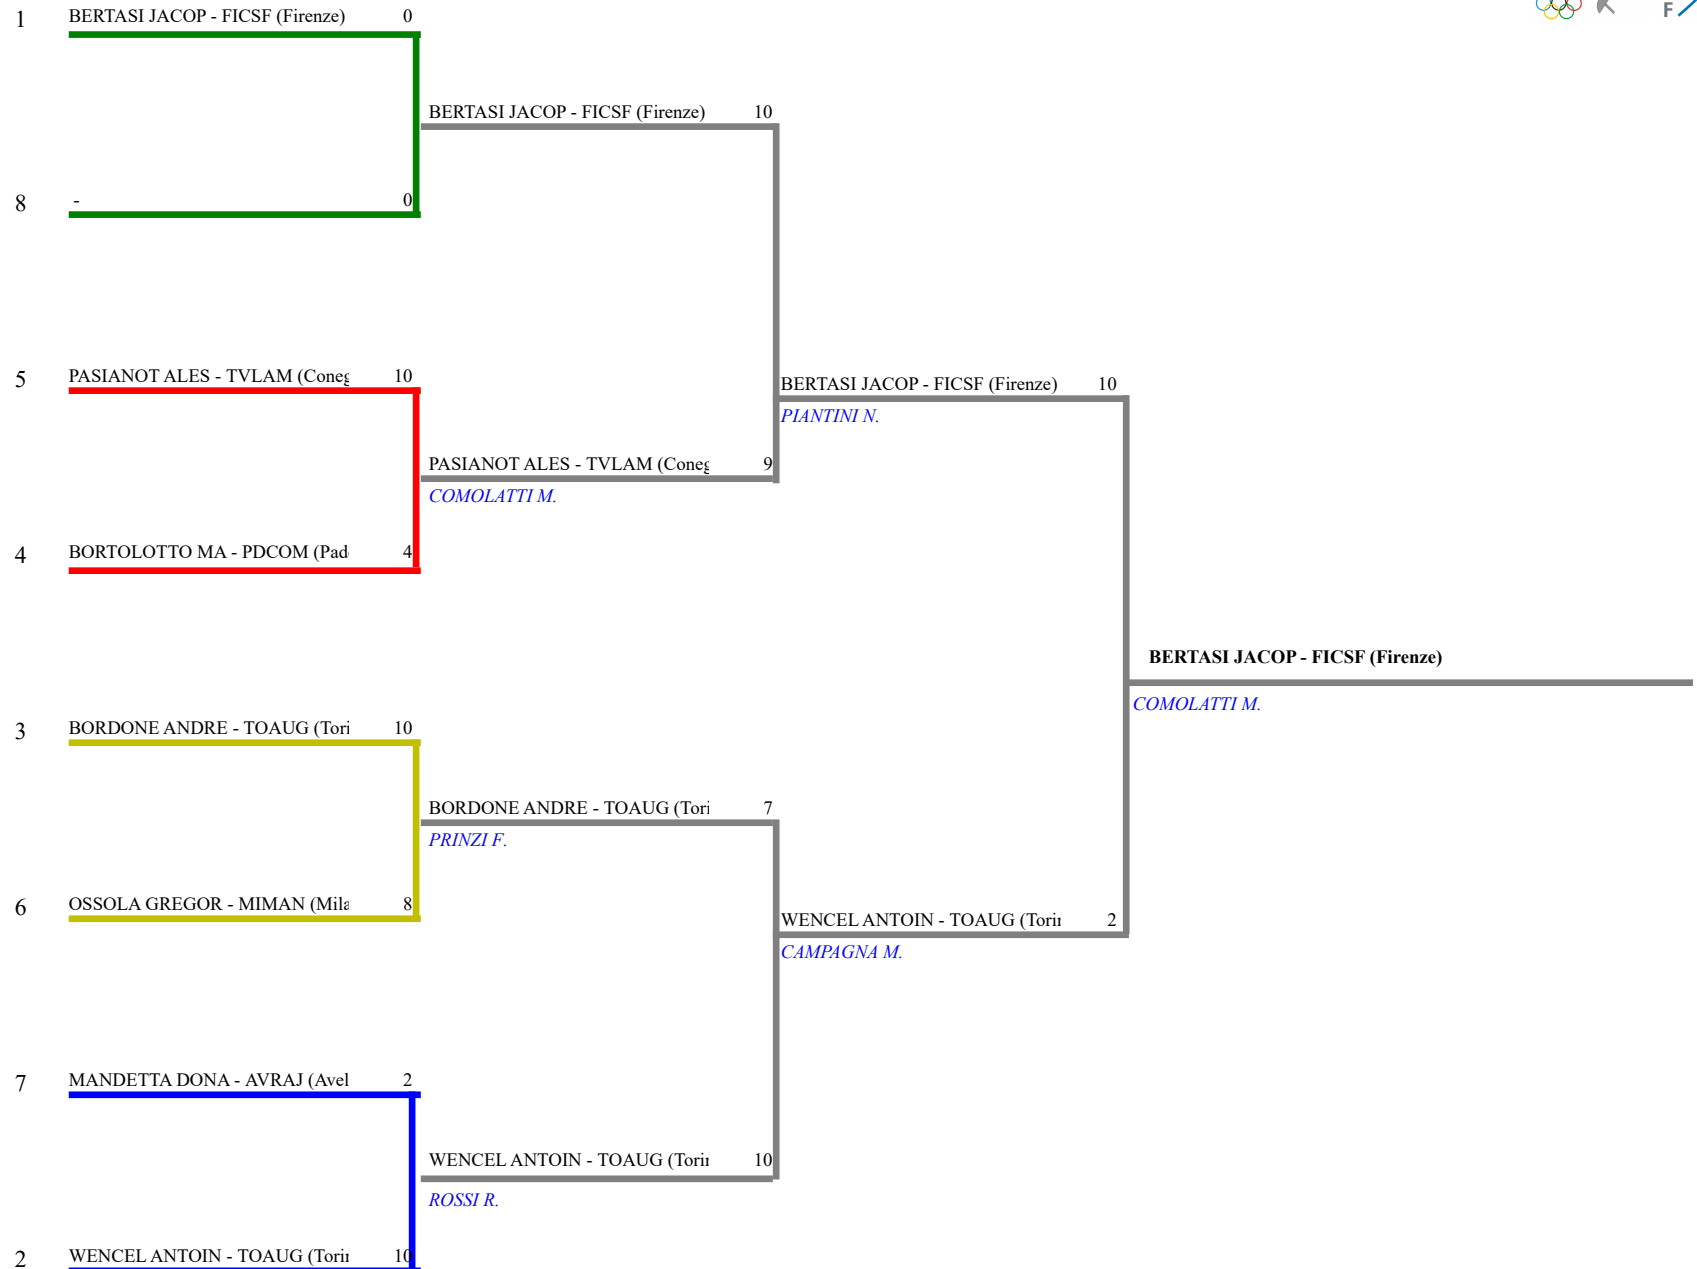 1 BERTASI JACOP - FICSF (Firenze) 0
F
BERTASI JACOP - FICSF (Firenze) 10
8 - 0
5 PASIANOT ALES - TVLAM (Coneg 10
BERTASI JACOP - FICSF (Firenze) 10
PIANTINI N.
PASIANOT ALES - TVLAM (Coneg 9
COMOLATTI M.
4 BORTOLOTTO MA - PDCOM (Pad 4
BERTASI JACOP - FICSF (Firenze)
COMOLATTI M.
3 BORDONE ANDRE - TOAUG (Tori 10
BORDONE ANDRE - TOAUG (Tori 7
PRINZI F.
6 OSSOLA GREGOR - MIMAN (Mila 8
WENCEL ANTOIN - TOAUG (Torin 2
CAMPAGNA M.
7 MANDETTA DONA - AVRAJ (Avel 2
WENCEL ANTOIN - TOAUG (Torin 10
ROSSI R.
2 WENCEL ANTOIN - TOAUG (Torin 10